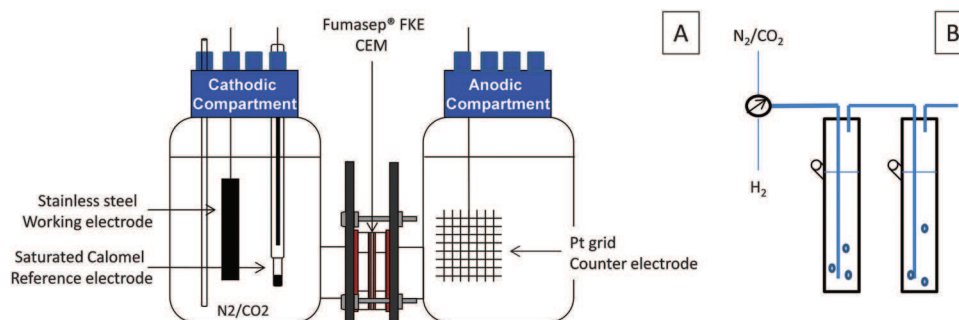 Fumasep® FKE
CEM
A
N₂/CO₂
B
Cathodic
Compartment
Anodic
Compartment
H₂
Stainless steel
Working electrode
Pt grid
Counter electrode
Saturated Calomel
Reference electrode
N2/CO2